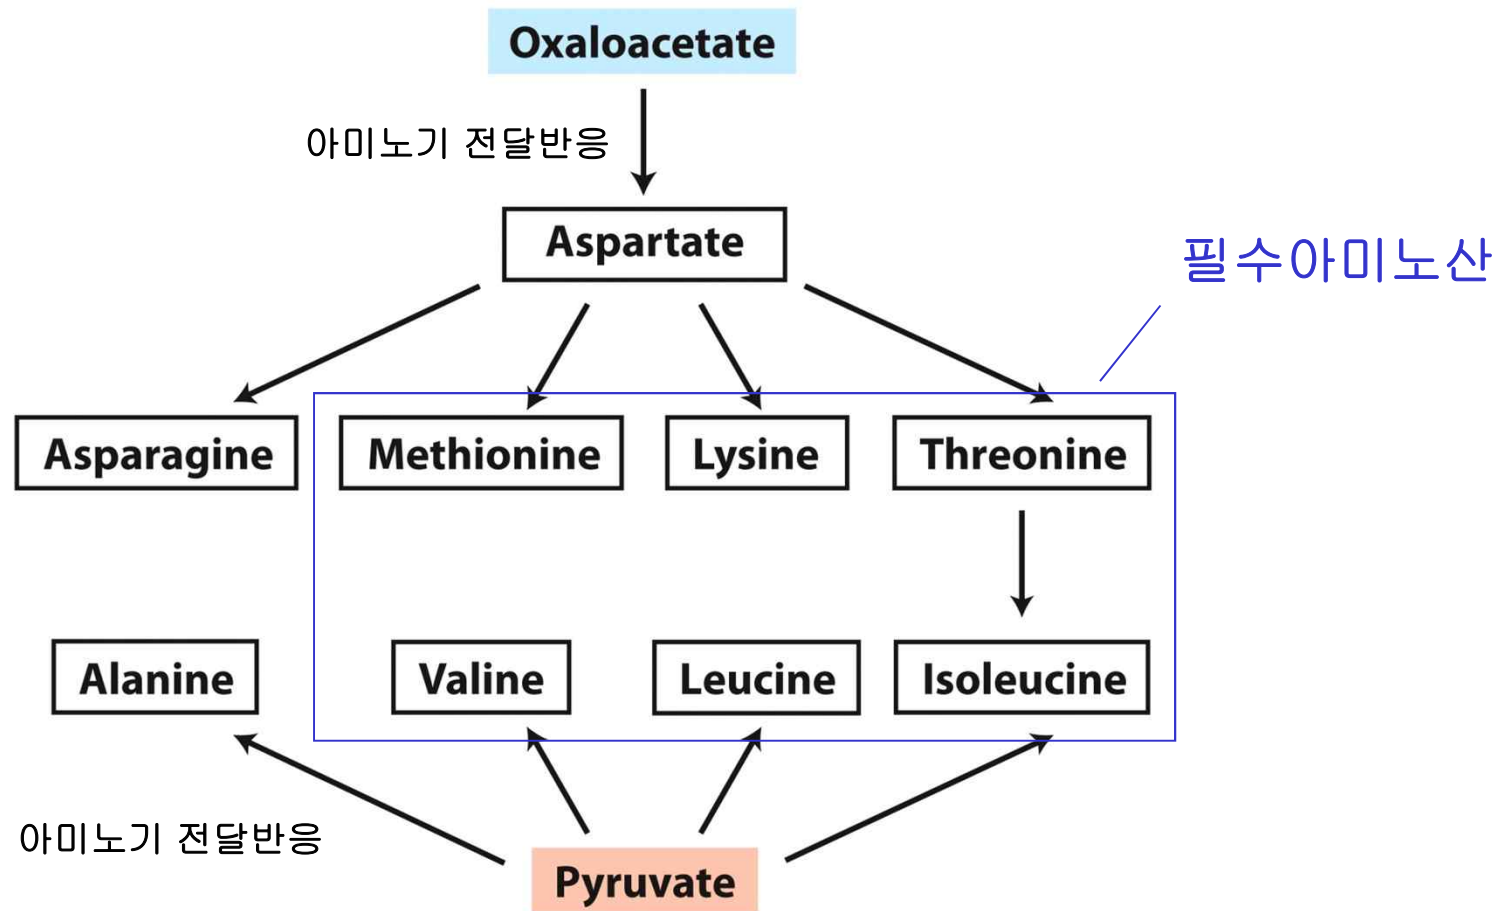 Oxaloacetate
아미노기 전달반응
Aspartate
필수아미노산
Asparagine
Methionine
Lysine
Threonine
Alanine
Valine
Leucine
Isoleucine
아미노기 전달반응
Pyruvate